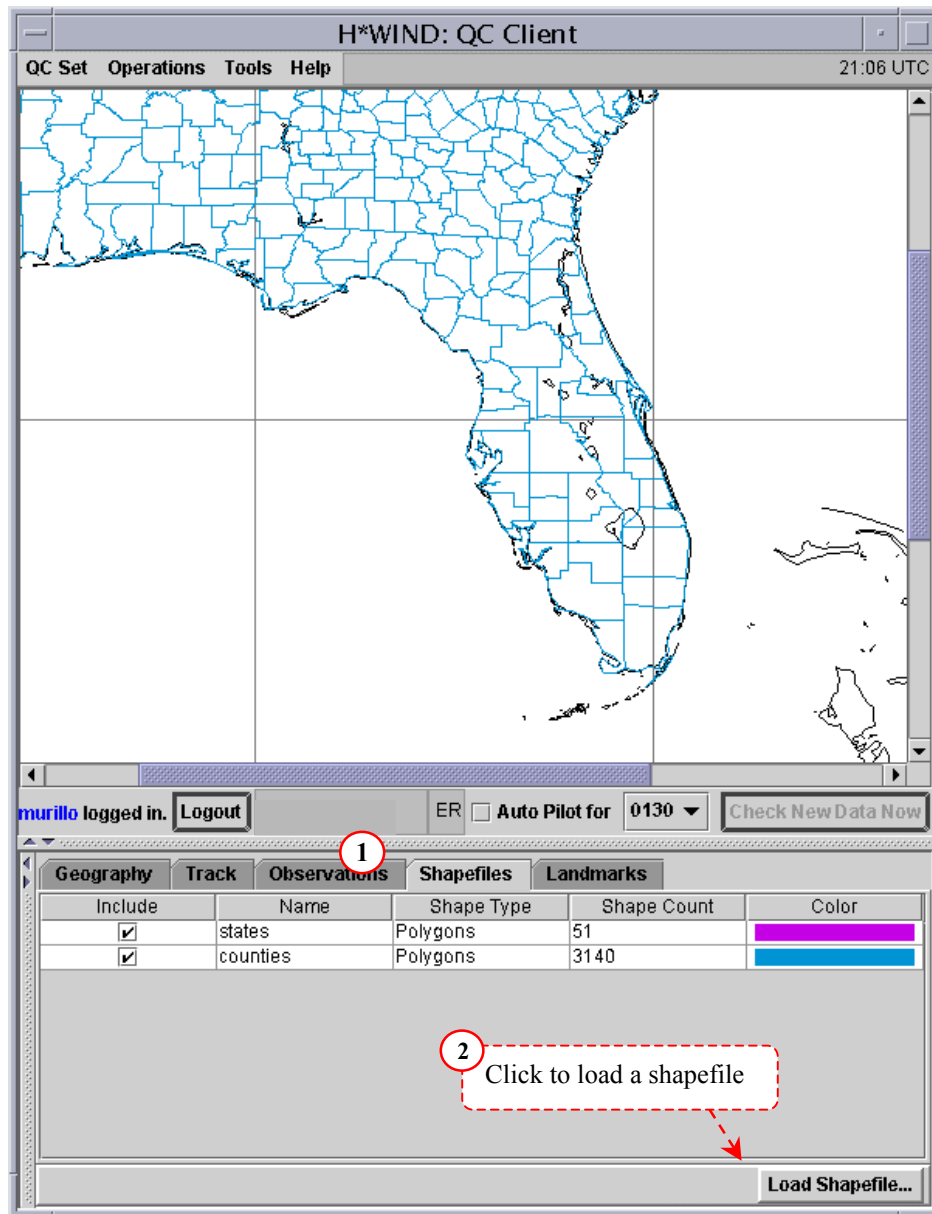 H*WIND: QC Client
QC Set Operations Tools Help 21:06 UTC
murillo logged in. Logout ER Auto Pilot for 0130 Check New Data Now
1
Geography Track Observations Shapefiles Landmarks
Include Name Shape Type Shape Count Color
states Polygons 51
counties Polygons 3140
2
Click to load a shapefile
Load Shapefile...